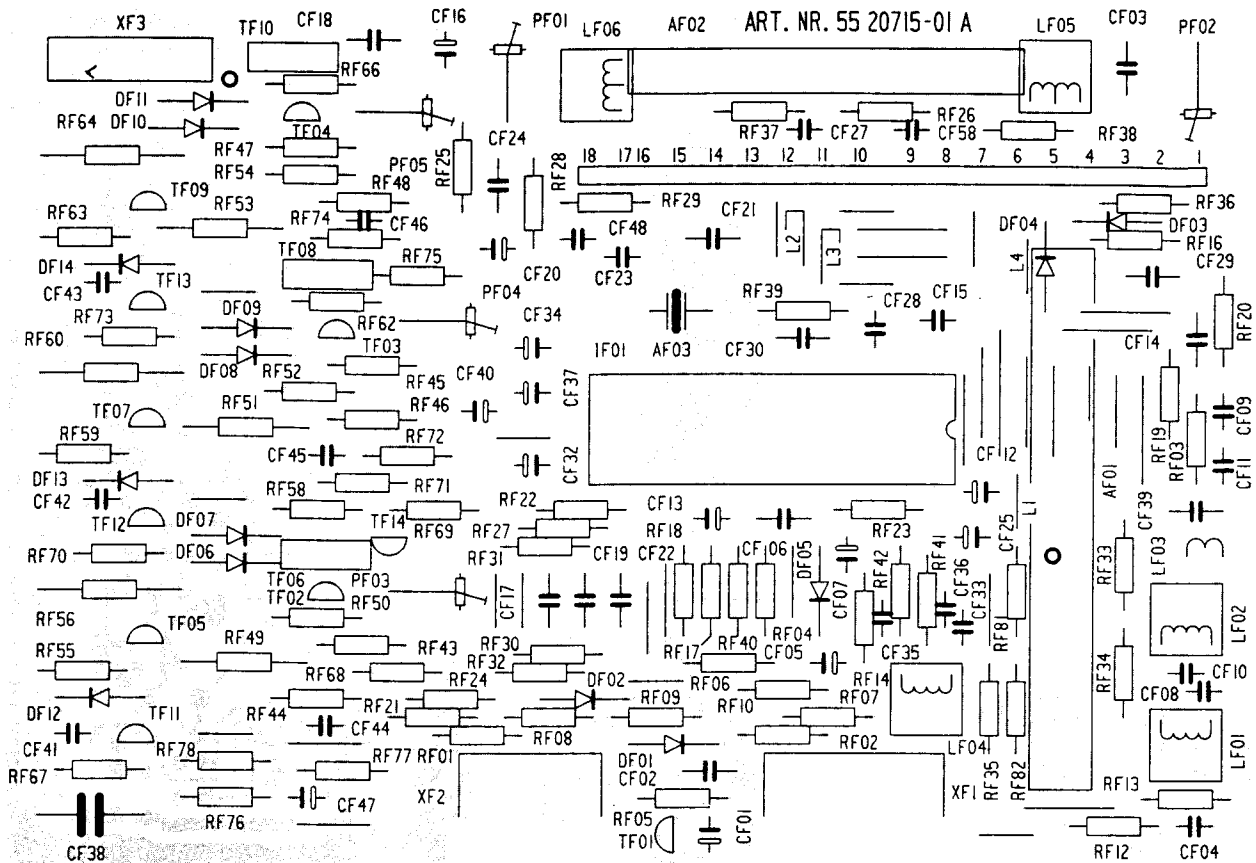 XF3 TF10 CF18 CF16 PF01 LF06 AF02 ART. NR. 55 20715-01 A LF05 CF03 PF02
RF66
DF11
RF64 DF10 TF04 CF24 RF37 CF27 RF26 CF58 RF38
RF47 PF05 RF25 RF28 18 17 16 15 14 13 12 11 10 9 8 7 6 5 4 3 2 1
RF54
TF09 RF53 RF48 RF29 CF21 RF36
RF63 RF74 CF46 CF48 L2 L3 DF04 DF03
DF14 TF08 RF75 CF20 CF23 L4 RF16
CF43 TF13 PF04 RF39 CF28 CF15 CF29
RF73 DF09 RF62 CF34 RF20
RF60 TF03 IF01 AF03 CF30 CF14
DF08 RF52 RF45 CF40 CF37
TF07 RF51 RF46 CF09
RF59 CF45 RF72 CF32 CF12 RF19 RF03 CF11
DF13
CF42 RF58 RF71 RF22 CF13 L1 AF01 CF39
TF12 DF07 TF14 RF69 RF27 RF18 RF23 CF25
RF70 DF06 RF31 CF19 CF22 CF06 DF05 RF42 RF41 RF33 LF03
TF06 PF03 CF17 CF07 CF36
RF56 TF02 RF50 CF33 LF02
TF05 RF49 RF43 RF30 RF17 RF40 RF04 CF35 RF81
RF55 RF68 RF24 RF32 DF02 RF06 CF05 RF14 RF34 CF10
DF12 TF11 RF44 RF21 RF09 RF10 RF07 CF08
CF41 RF78 CF44 RF77 RF01 RF08 DF01 RF02 LF04 LF01
RF67 CF02 RF35 RF82 RF13
CF47 XF2 XF1
RF76 RF05 CF01
CF38 TF01 RF12 CF04